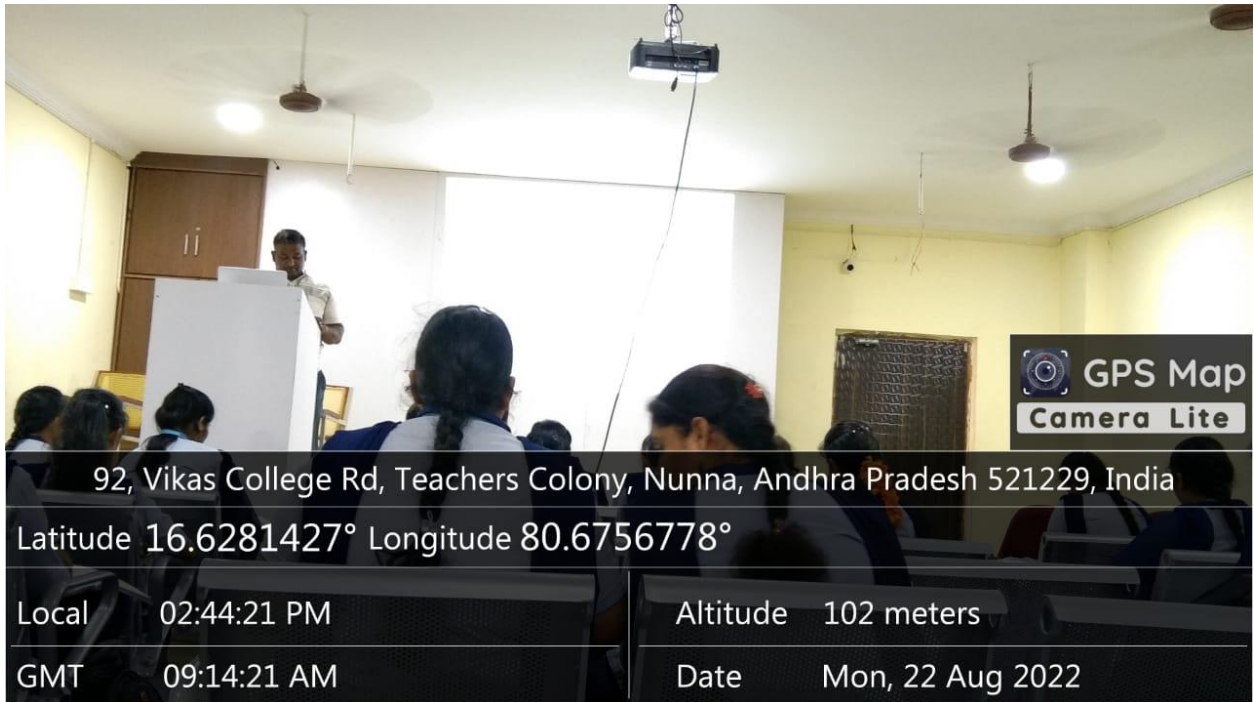 GPS Map
Camera Lite
92, Vikas College Rd, Teachers Colony, Nunna, Andhra Pradesh 521229, India
Latitude 16.6281427° Longitude 80.6756778°
Local 02:44:21 PM Altitude 102 meters
GMT 09:14:21 AM Date Mon, 22 Aug 2022